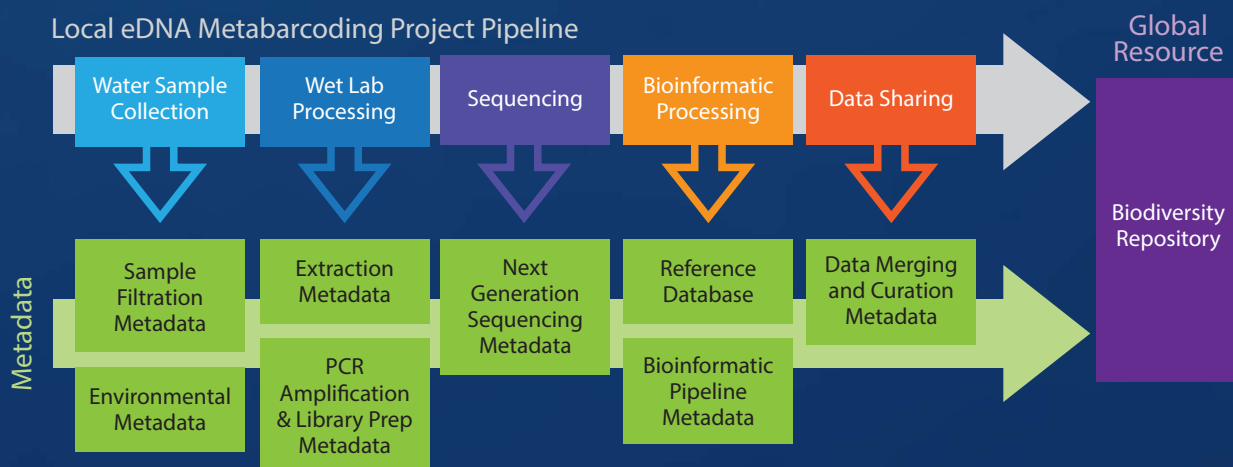 Local eDNA Metabarcoding Project Pipeline
Global
Resource
Water Sample
Collection
Wet Lab
Processing
Sequencing
Bioinformatic
Processing
Data Sharing
Biodiversity
Repository
Metadata
Sample
Filtration
Metadata
Environmental
Metadata
Extraction
Metadata
PCR
Amplification
& Library Prep
Metadata
Next
Generation
Sequencing
Metadata
Reference
Database
Bioinformatic
Pipeline
Metadata
Data Merging
and Curation
Metadata